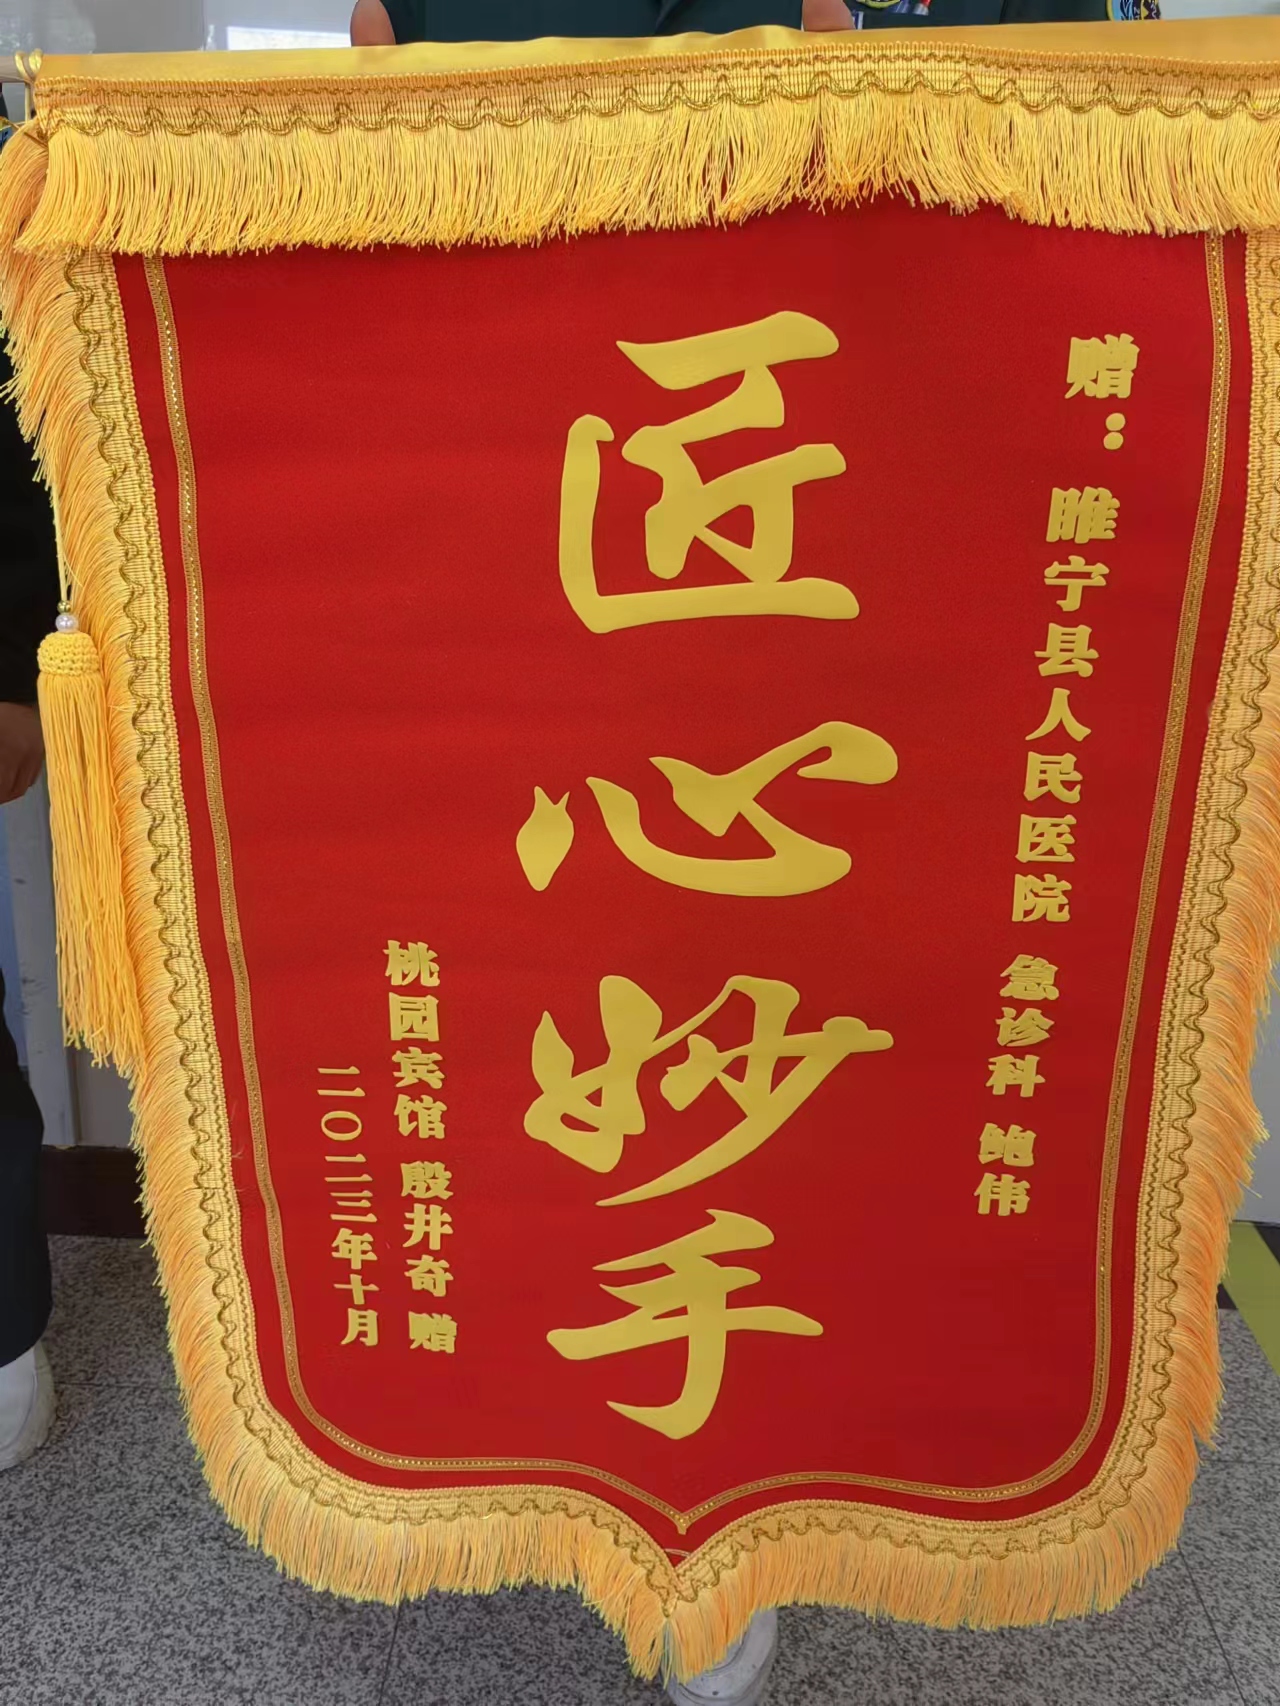 赠：睢宁县人民医院 急诊科 鲍伟
匠心妙手
桃园宾馆 殷井奇 赠
二〇二三年十月